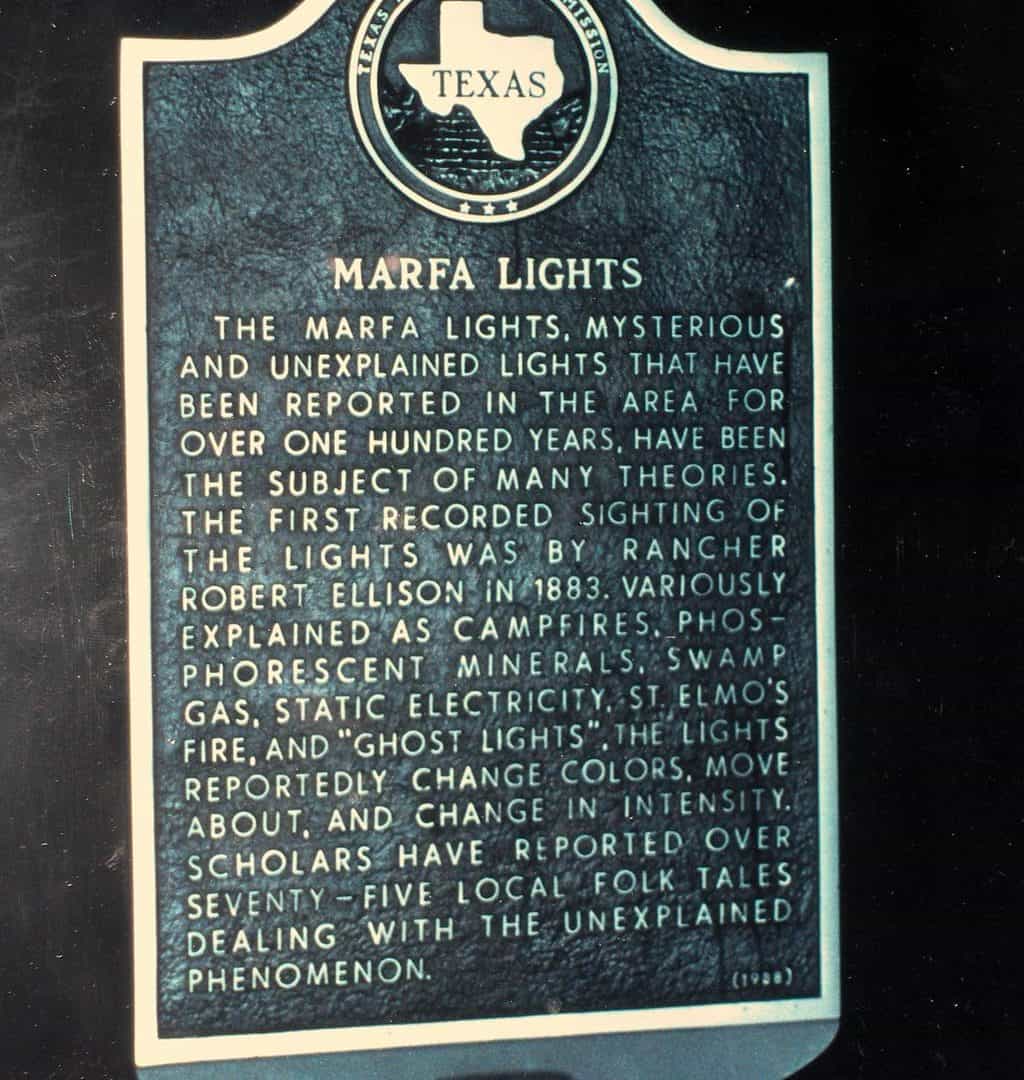 TEXAS
MISSION
TEXAS
MARFA LIGHTS
THE MARFA LIGHTS, MYSTERIOUS
AND UNEXPLAINED LIGHTS THAT HAVE
BEEN REPORTED IN THE AREA FOR
OVER ONE HUNDRED YEARS, HAVE BEEN
THE SUBJECT OF MANY THEORIES.
THE FIRST RECORDED SIGHTING OF
THE LIGHTS WAS BY RANCHER
ROBERT ELLISON IN 1883. VARIOUSLY
EXPLAINED AS CAMPFIRES, PHOS-
PHORESCENT MINERALS, SWAMP
GAS, STATIC ELECTRICITY, ST. ELMO'S
FIRE, AND "GHOST LIGHTS", THE LIGHTS
REPORTEDLY CHANGE COLORS, MOVE
ABOUT, AND CHANGE IN INTENSITY.
SCHOLARS HAVE REPORTED OVER
SEVENTY-FIVE LOCAL FOLK TALES
DEALING WITH THE UNEXPLAINED
PHENOMENON.
(1988)